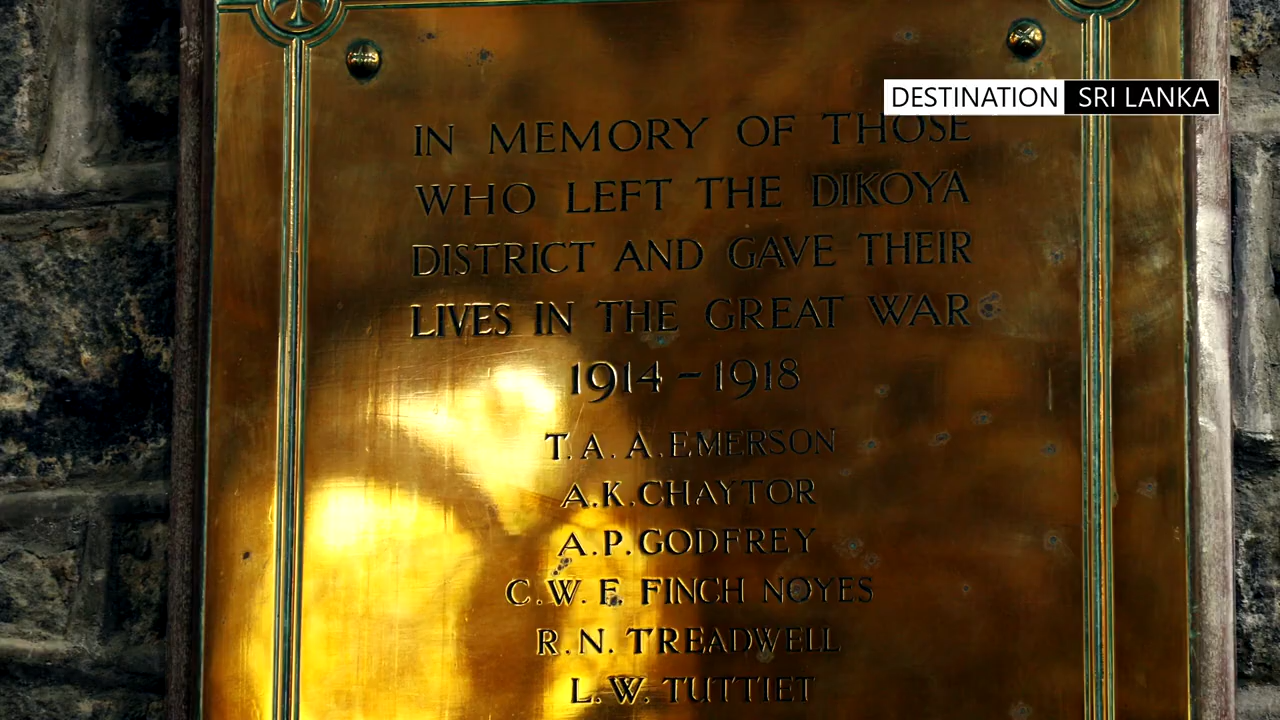 DESTINATION SRI LANKA
IN MEMORY OF THOSE
WHO LEFT THE DIKOYA
DISTRICT AND GAVE THEIR
LIVES IN THE GREAT WAR
1914 - 1918
T. A. A. EMERSON
A. K. CHAYTOR
A. P. GODFREY
C. W. F. FINCH NOYES
R. N. TREADWELL
L. W. TUTTIET